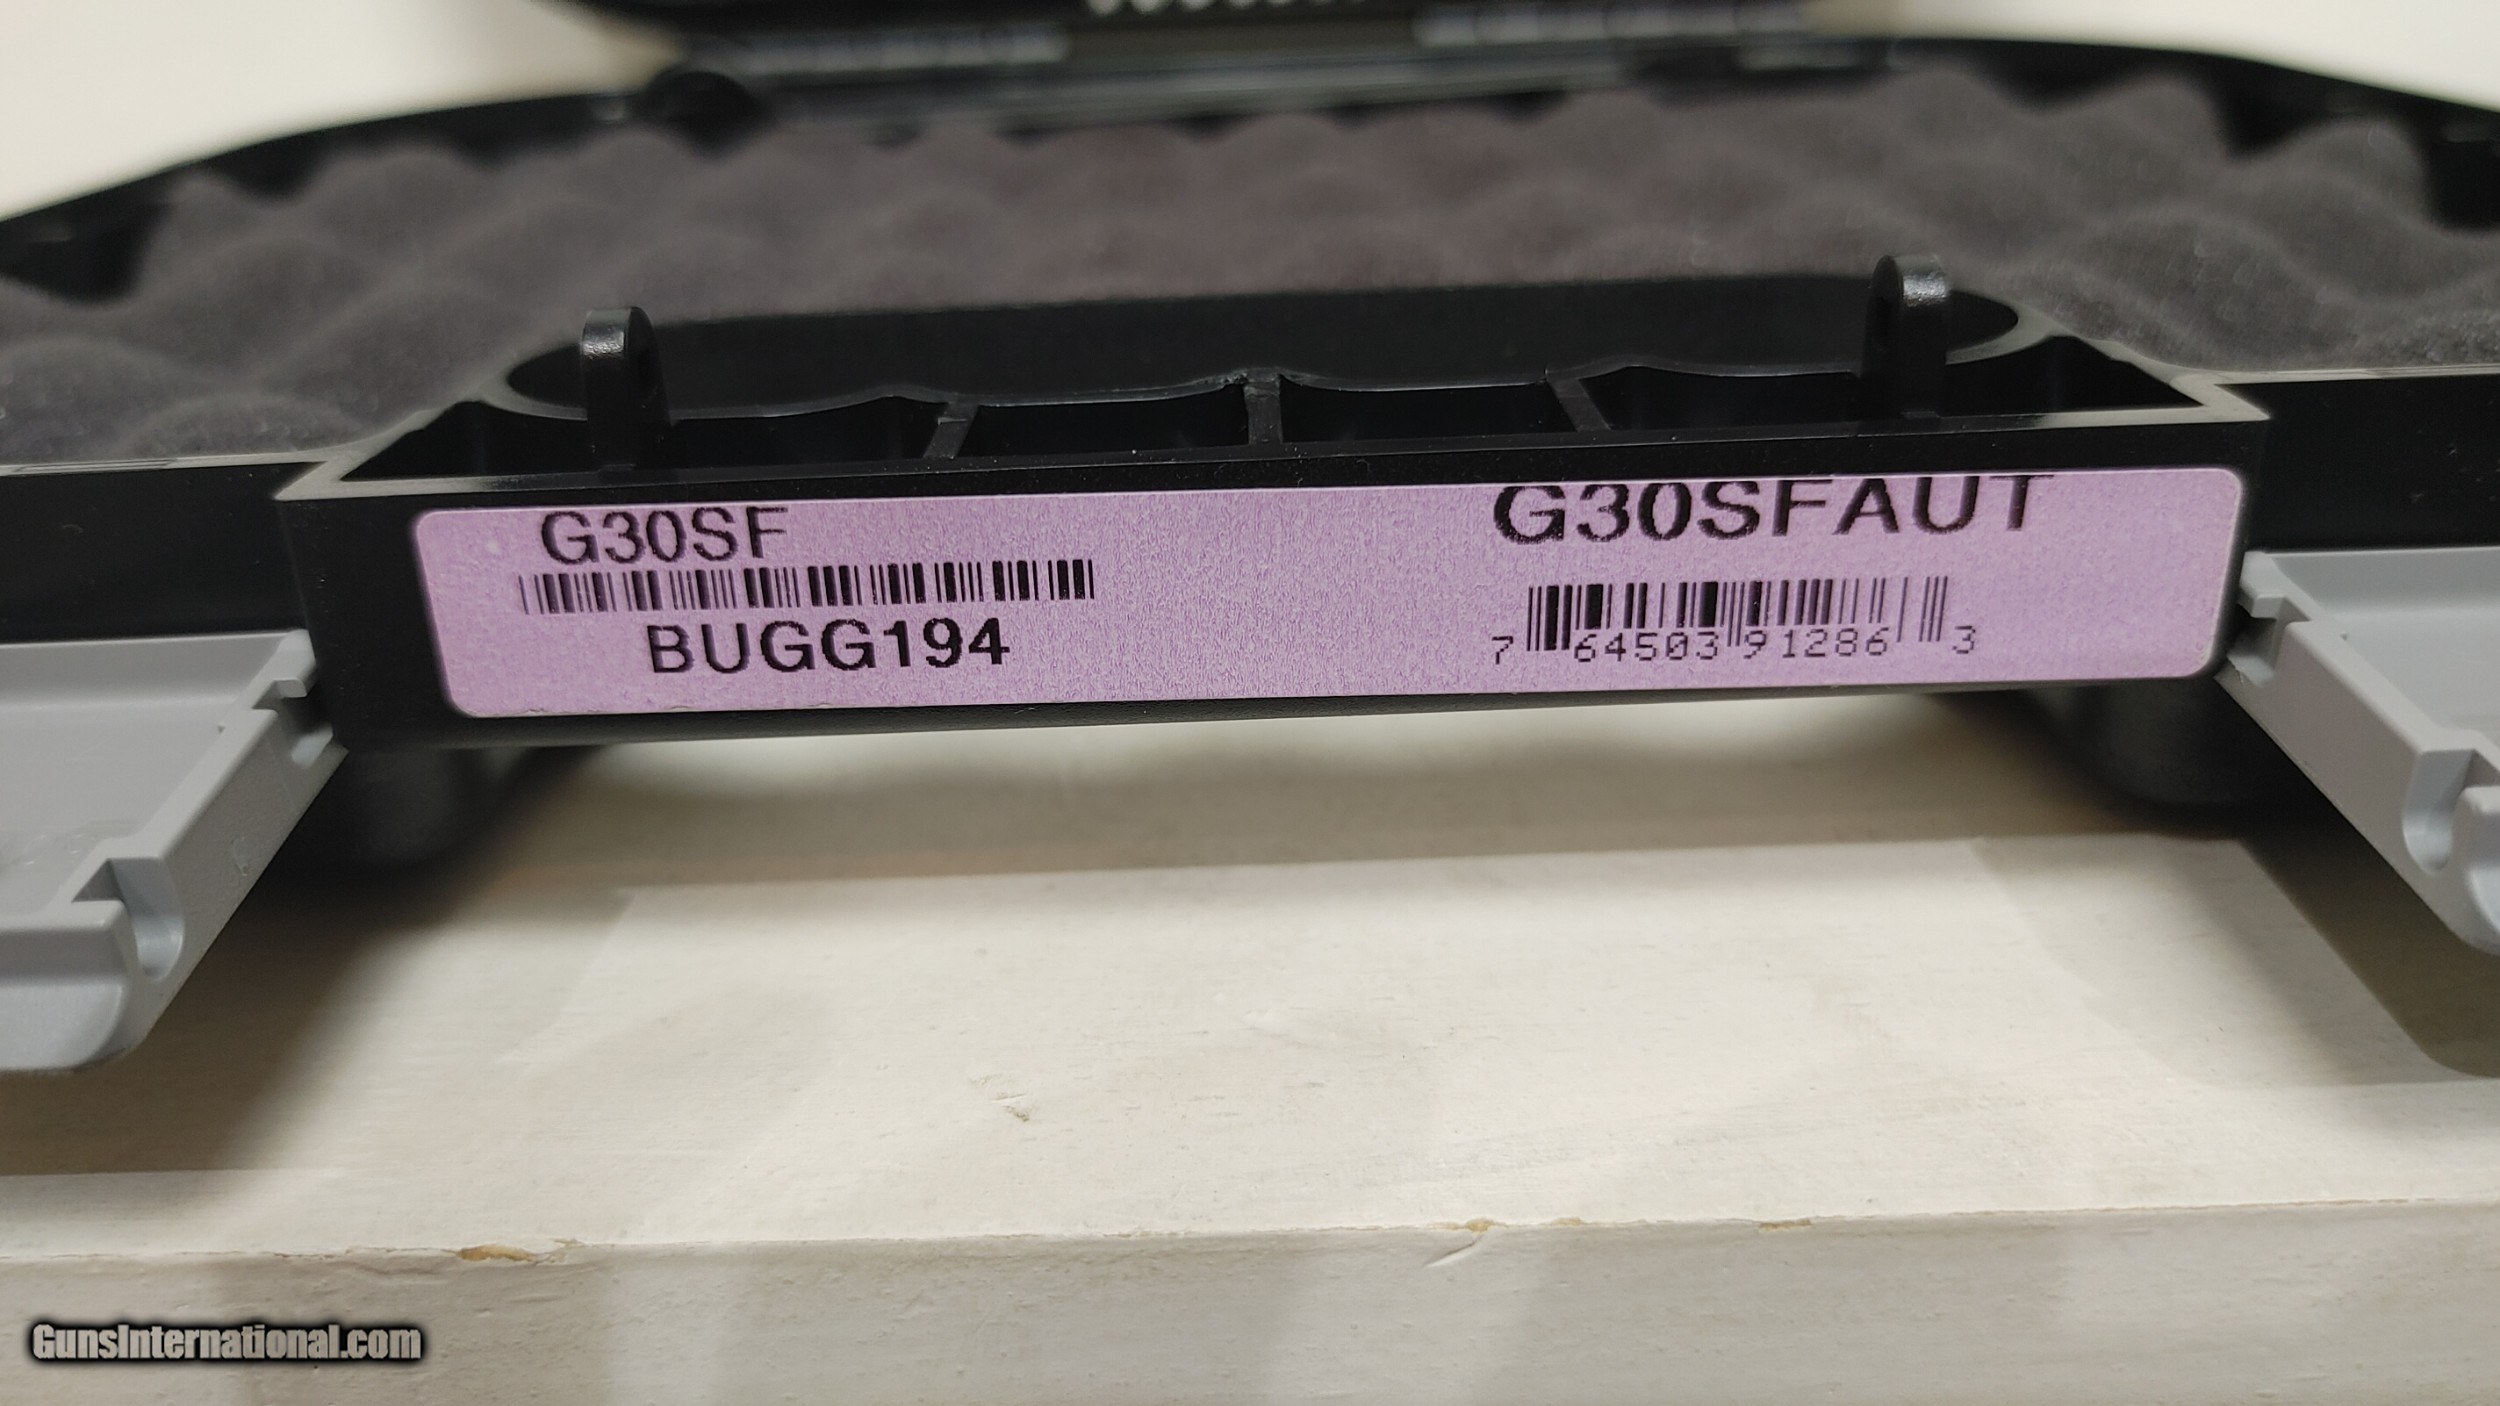 G30SF
BUGG194
G30SFAUT
7 64503 91286 3
GunsInternational.com